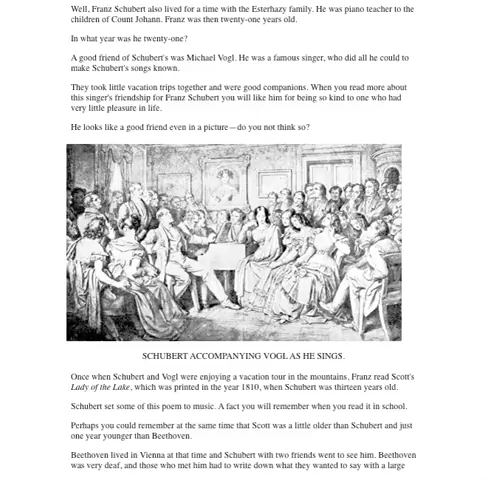 Well, Franz Schubert also lived for a time with the Esterhazy family. He was piano teacher to the
children of Count Johann. Franz was then twenty-one years old.
In what year was he twenty-one?
A good friend of Schubert's was Michael Vogl. He was a famous singer, who did all he could to
make Schubert's songs known.
They took little vacation trips together and were good companions. When you read more about
this singer's friendship for Franz Schubert you will like him for being so kind to one who had
very little pleasure in life.
He looks like a good friend even in a picture—do you not think so?
SCHUBERT ACCOMPANYING VOGL AS HE SINGS.
Once when Schubert and Vogl were enjoying a vacation tour in the mountains, Franz read Scott's
Lady of the Lake, which was printed in the year 1810, when Schubert was thirteen years old.
Schubert set some of this poem to music. A fact you will remember when you read it in school.
Perhaps you could remember at the same time that Scott was a little older than Schubert and just
one year younger than Beethoven.
Beethoven lived in Vienna at that time and Schubert with two friends went to see him. Beethoven
was very deaf, and those who met him had to write down what they wanted to say with a large